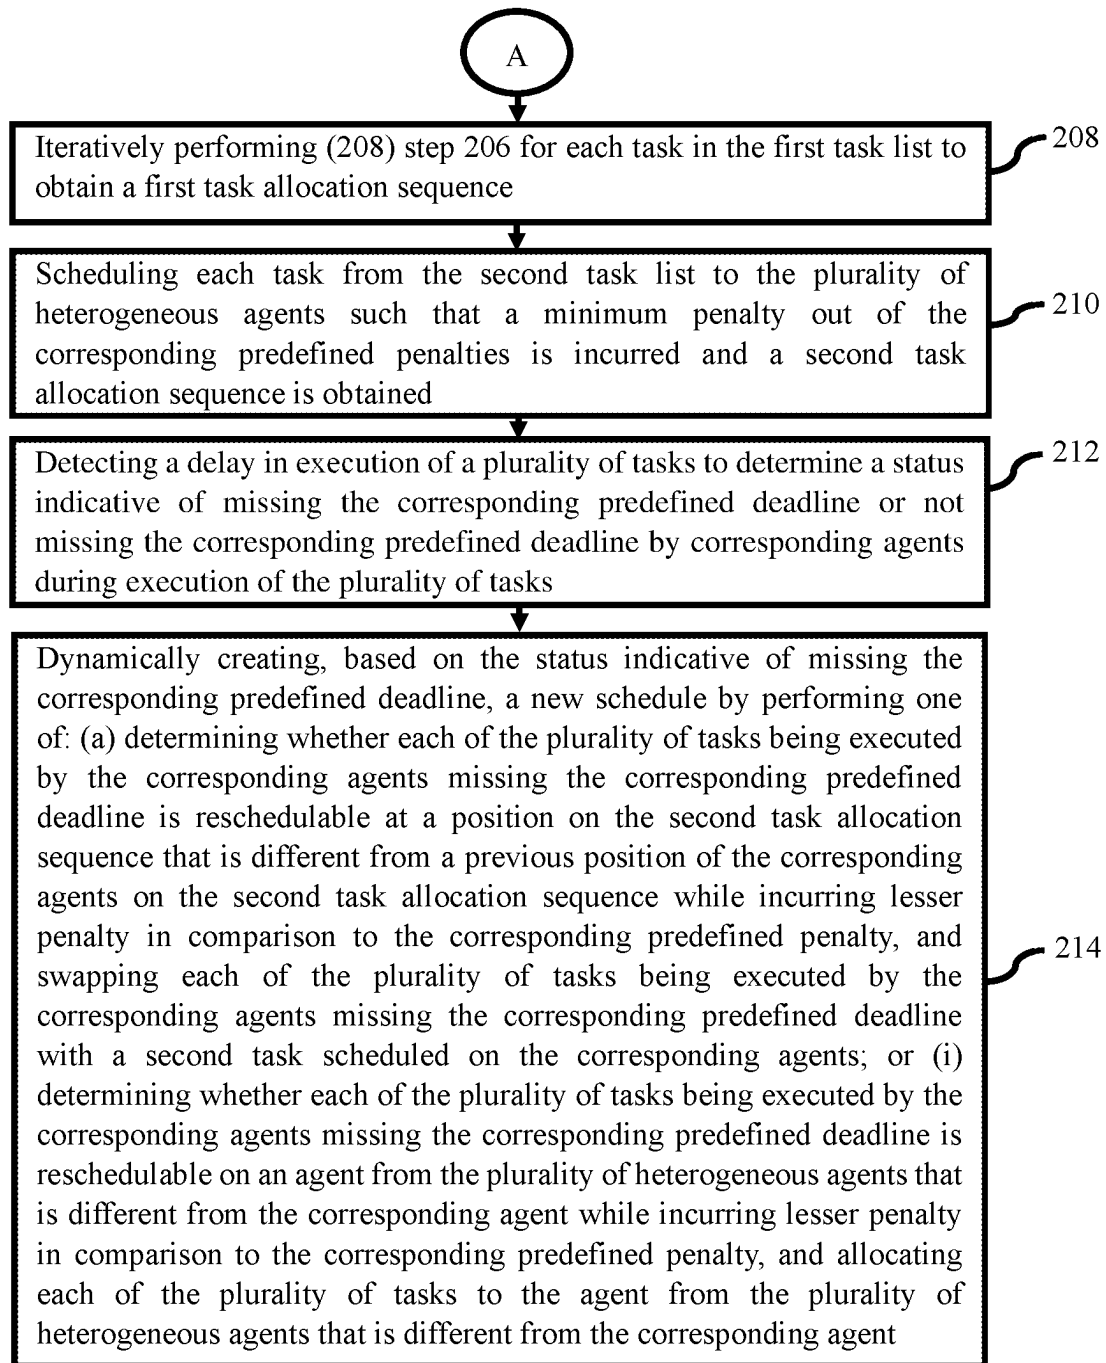 A
Iteratively performing (208) step 206 for each task in the first task list to
obtain a first task allocation sequence
208
Scheduling each task from the second task list to the plurality of
heterogeneous agents such that a minimum penalty out of the
corresponding predefined penalties is incurred and a second task
allocation sequence is obtained
210
Detecting a delay in execution of a plurality of tasks to determine a status
indicative of missing the corresponding predefined deadline or not
missing the corresponding predefined deadline by corresponding agents
during execution of the plurality of tasks
212
Dynamically creating, based on the status indicative of missing the
corresponding predefined deadline, a new schedule by performing one
of: (a) determining whether each of the plurality of tasks being executed
by the corresponding agents missing the corresponding predefined
deadline is reschedulable at a position on the second task allocation
sequence that is different from a previous position of the corresponding
agents on the second task allocation sequence while incurring lesser
penalty in comparison to the corresponding predefined penalty, and
swapping each of the plurality of tasks being executed by the
corresponding agents missing the corresponding predefined deadline
with a second task scheduled on the corresponding agents; or (i)
determining whether each of the plurality of tasks being executed by the
corresponding agents missing the corresponding predefined deadline is
reschedulable on an agent from the plurality of heterogeneous agents that
is different from the corresponding agent while incurring lesser penalty
in comparison to the corresponding predefined penalty, and allocating
each of the plurality of tasks to the agent from the plurality of
heterogeneous agents that is different from the corresponding agent
214